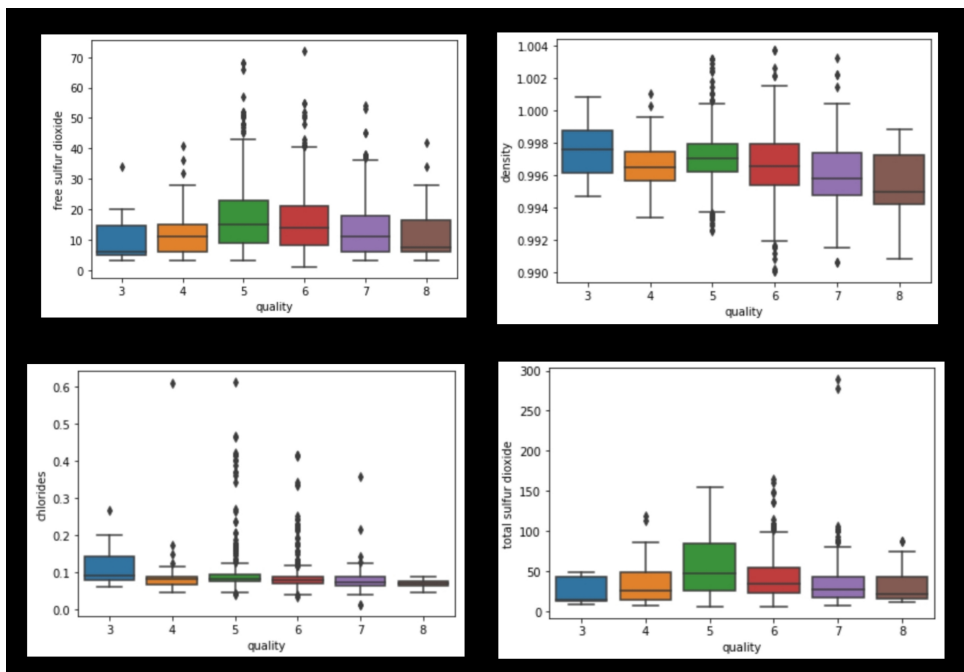 free sulfur dioxide
70
60
50
40
30
20
10
0
3 4 5 6 7 8
quality
density
1.004
1.002
1.000
0.998
0.996
0.994
0.992
0.990
3 4 5 6 7 8
quality
chlorides
0.6
0.5
0.4
0.3
0.2
0.1
0.0
3 4 5 6 7 8
quality
total sulfur dioxide
300
250
200
150
100
50
0
3 4 5 6 7 8
quality